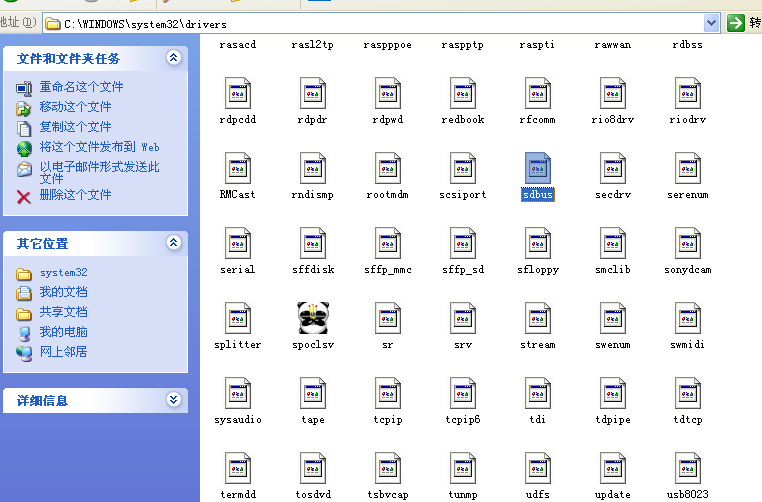 地址(D) C:\WINDOWS\system32\drivers 转
文件和文件夹任务
重命名这个文件
移动这个文件
复制这个文件
将这个文件发布到 Web
以电子邮件形式发送此
文件
删除这个文件
其它位置
system32
我的文档
共享文档
我的电脑
网上邻居
详细信息
rasacd rasl2tp raspppoe raspptp raspti rawwan rdbss
rdpcdd rdpdr rdpwd redbook rfcomm rio8drv riodrv
RMCast rndismp rootmdm scsiport sdbus secdrv serenum
serial sffdisk sffp_mmc sffp_sd sfloppy smclib sonydcam
splitter spoclsv sr srv stream swenum swmidi
sysaudio tape tcpip tcpip6 tdi tdpipe tdtcp
termdd tosdvd tsbvcap tunmp udfs update usb8023